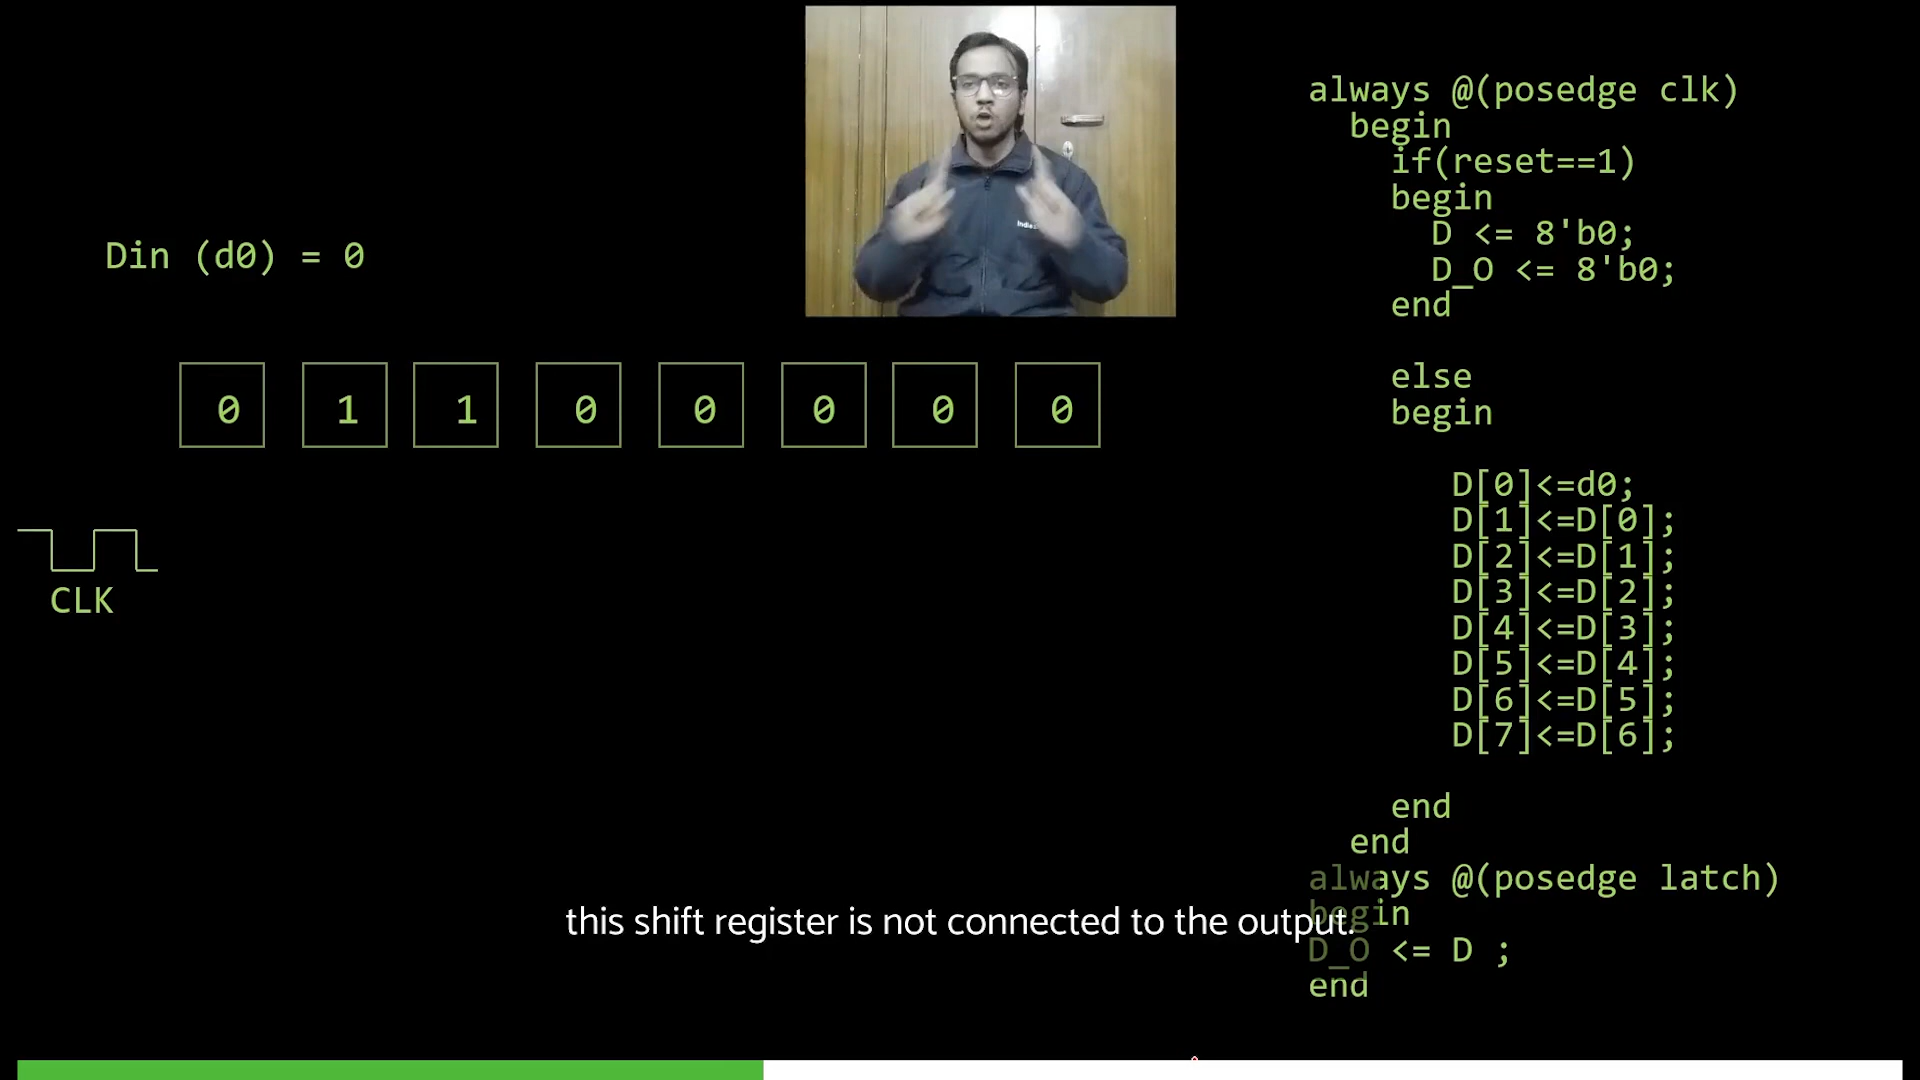 Din (d0) = 0
0 1 1 0 0 0 0 0
CLK
always @(posedge clk)
begin
if(reset==1)
begin
D <= 8'b0;
D_O <= 8'b0;
end
else
begin
D[0]<=d0;
D[1]<=D[0];
D[2]<=D[1];
D[3]<=D[2];
D[4]<=D[3];
D[5]<=D[4];
D[6]<=D[5];
D[7]<=D[6];
end
end
always @(posedge latch)
begin
D_O <= D ;
end
this shift register is not connected to the output.